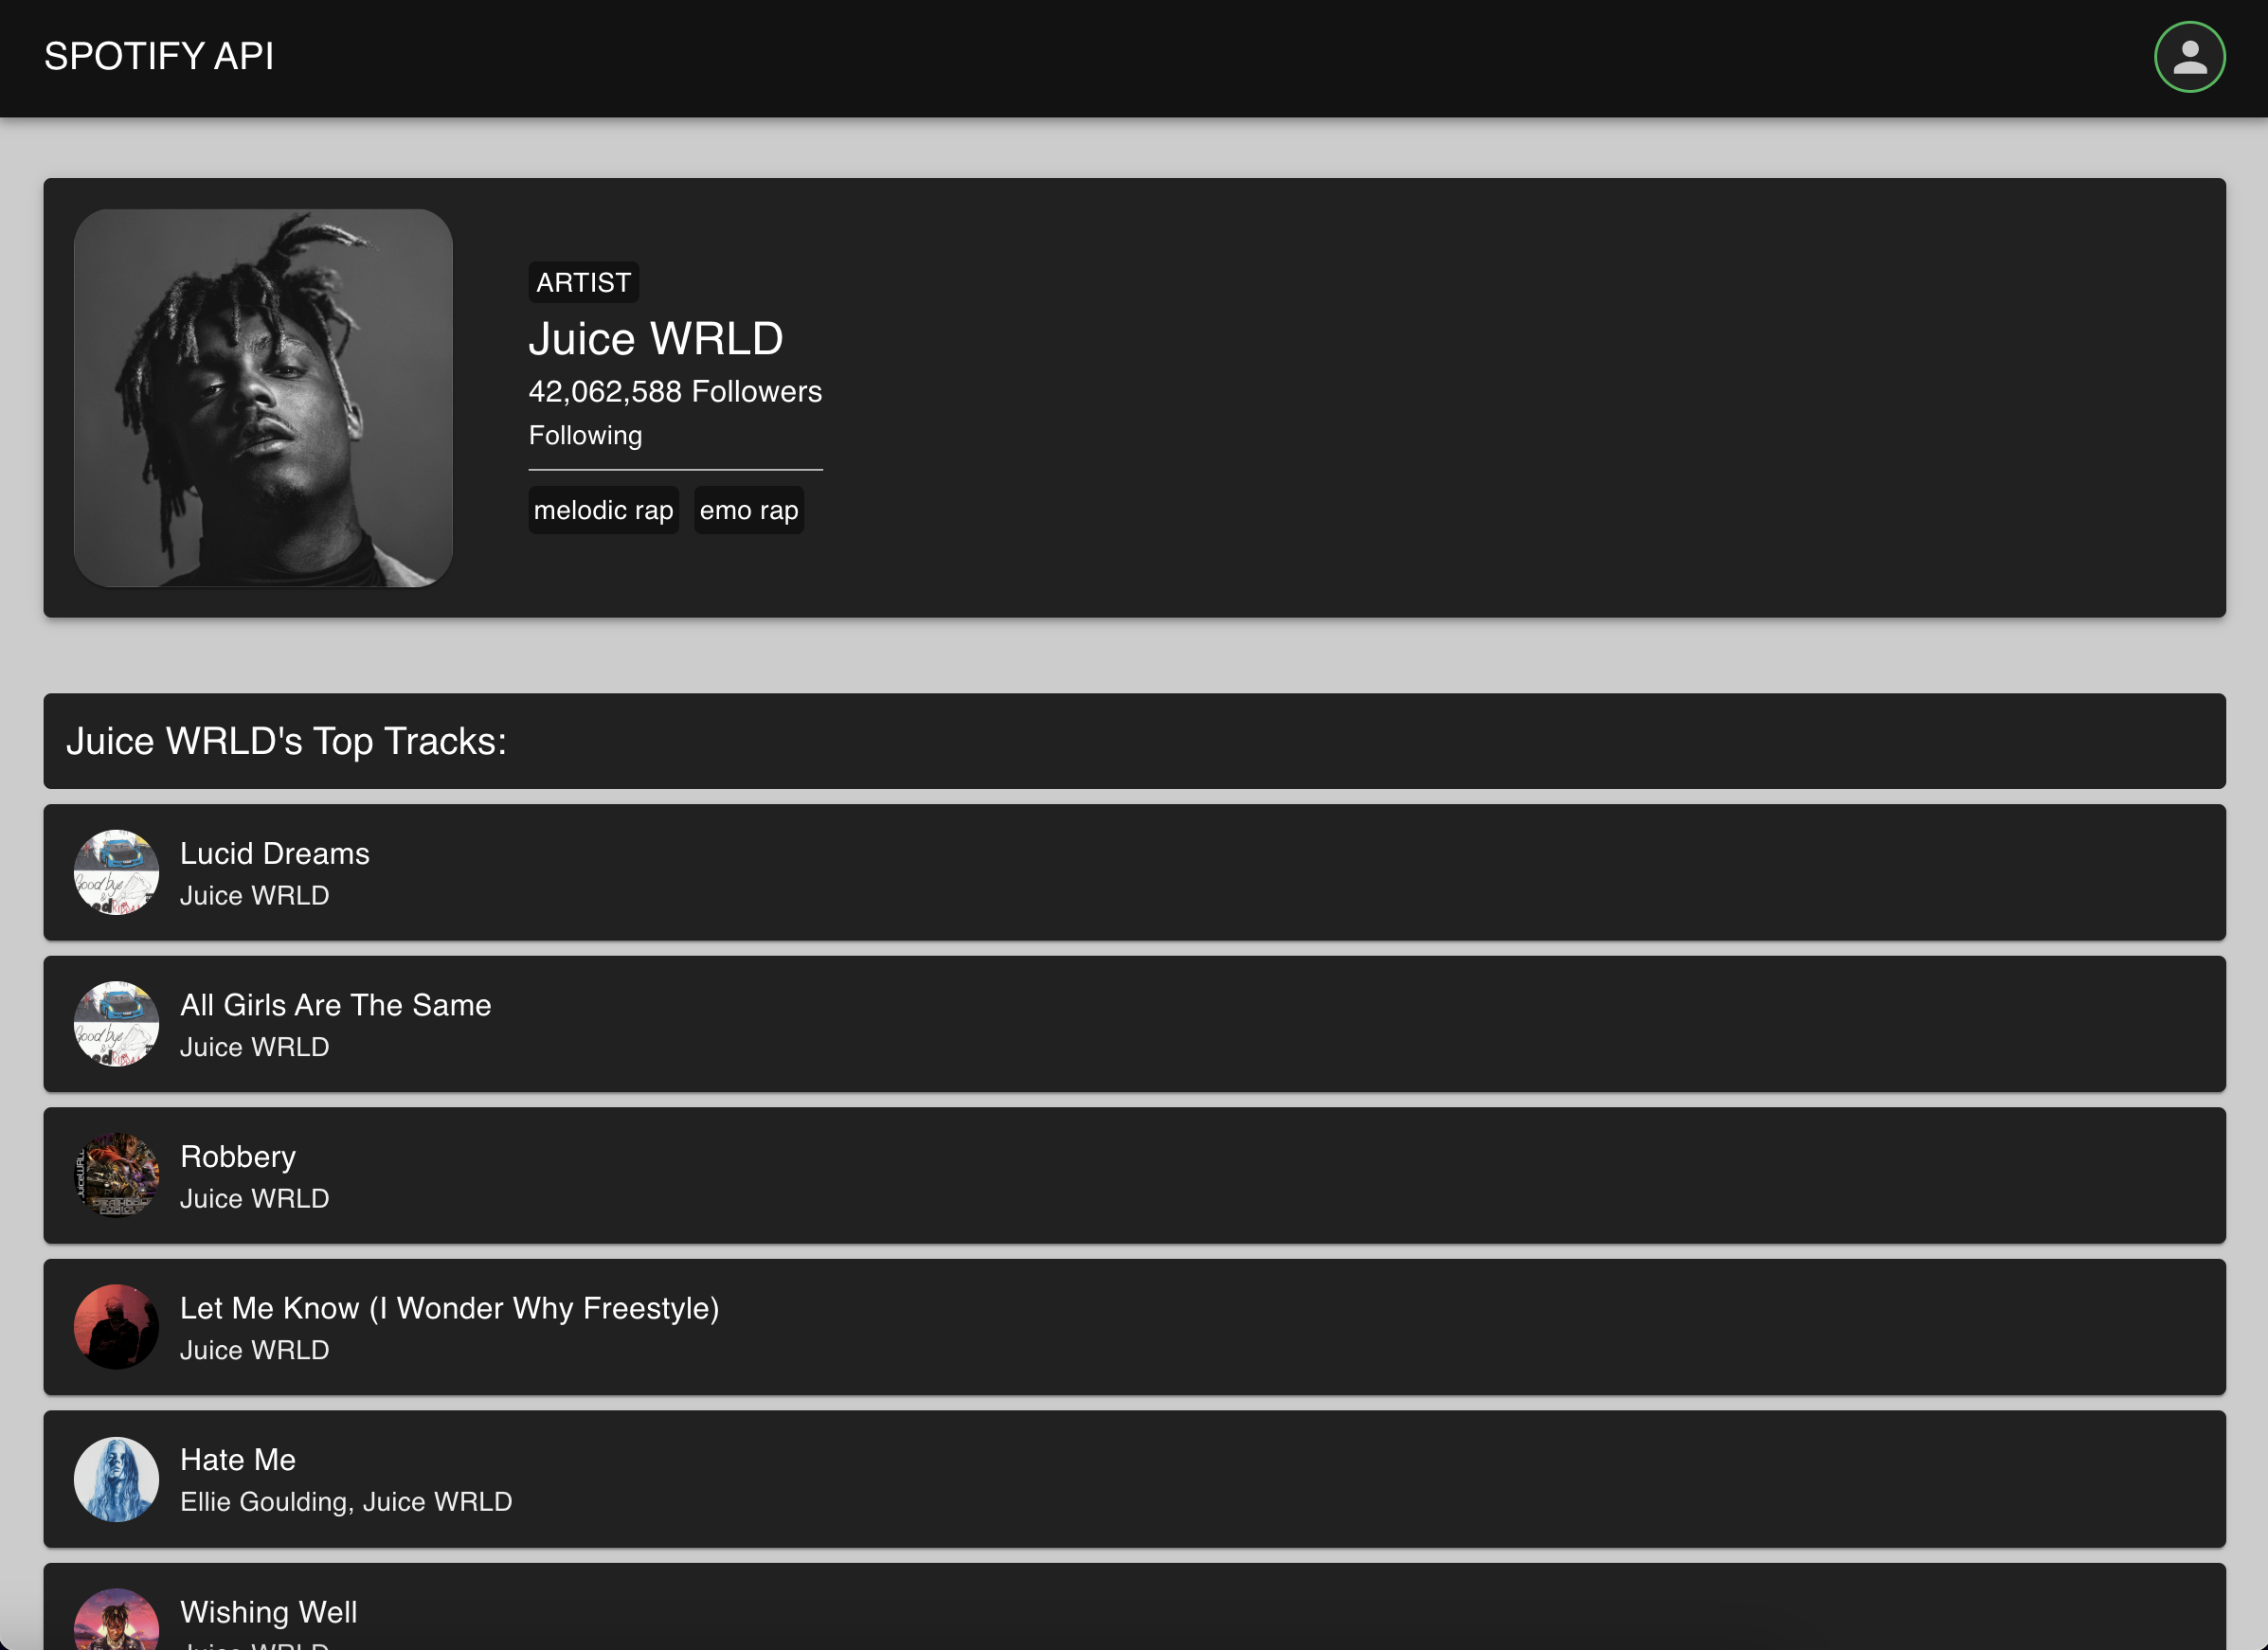 SPOTIFY API
ARTIST
Juice WRLD
42,062,588 Followers
Following
melodic rap emo rap
Juice WRLD's Top Tracks:
Lucid Dreams
Juice WRLD
All Girls Are The Same
Juice WRLD
Robbery
Juice WRLD
Let Me Know (I Wonder Why Freestyle)
Juice WRLD
Hate Me
Ellie Goulding, Juice WRLD
Wishing Well
Juice WRLD